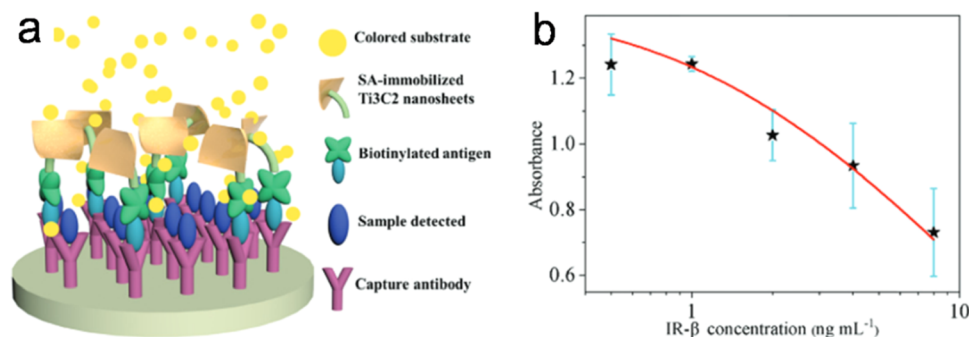 a
Colored substrate
SA-immobilized
Ti3C2 nanosheets
Biotinylated antigen
Sample detected
Capture antibody
b
Absorbance
1.2
1.0
0.8
0.6
1
10
IR-β concentration (ng mL⁻¹)